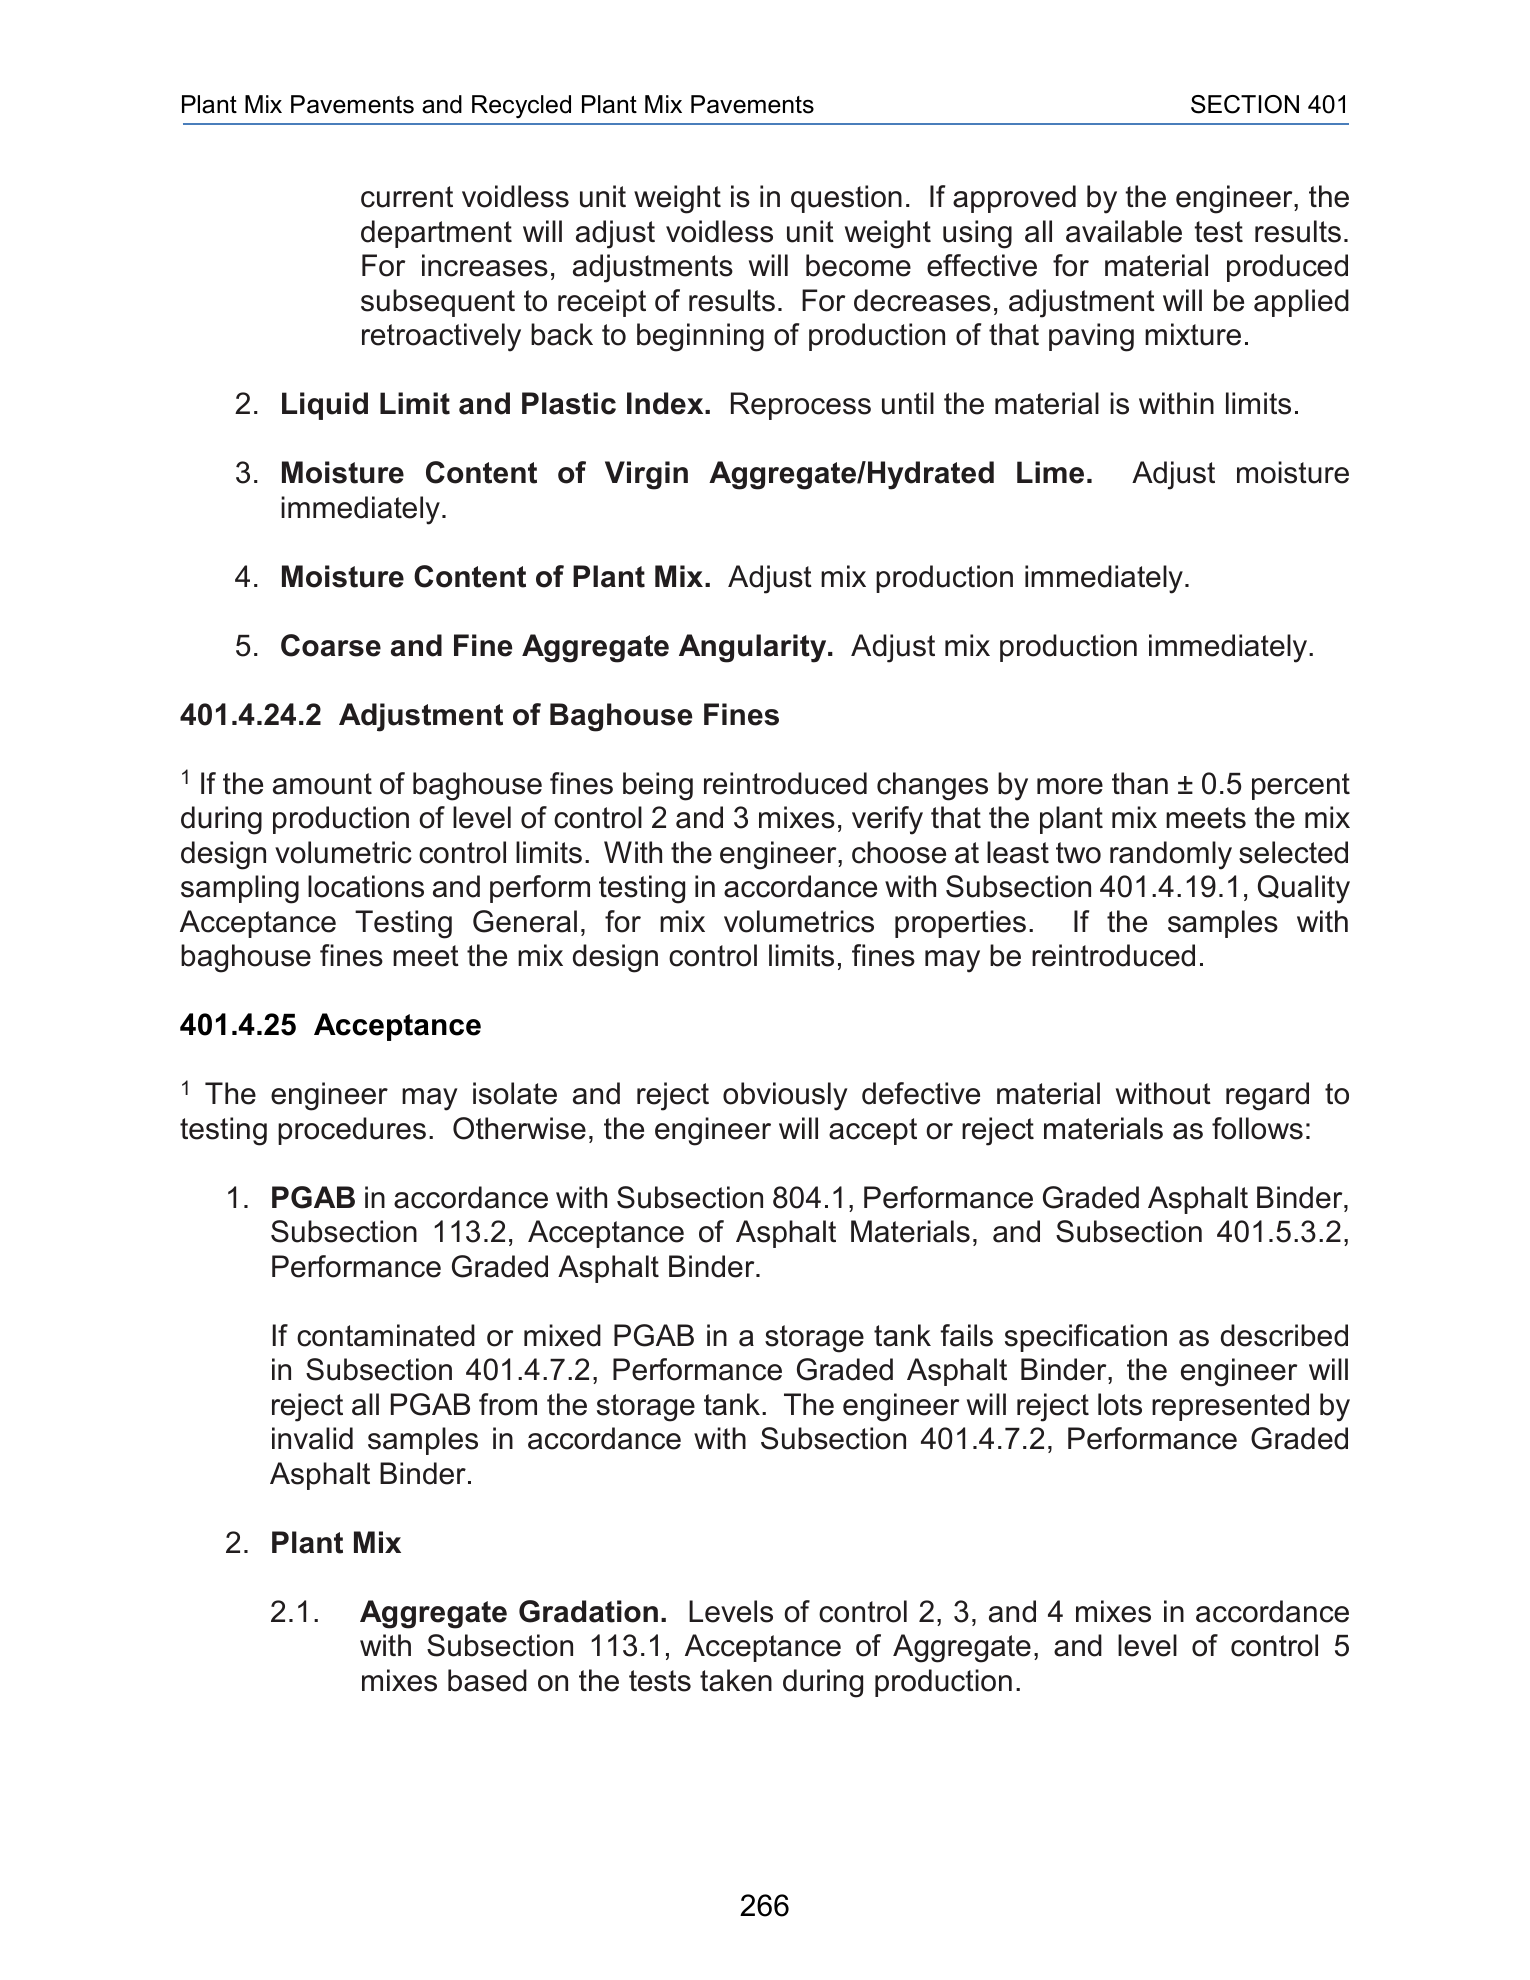 Plant Mix Pavements and Recycled Plant Mix Pavements SECTION 401
current voidless unit weight is in question. If approved by the engineer, the
department will adjust voidless unit weight using all available test results.
For increases, adjustments will become effective for material produced
subsequent to receipt of results. For decreases, adjustment will be applied
retroactively back to beginning of production of that paving mixture.
2. Liquid Limit and Plastic Index. Reprocess until the material is within limits.
3. Moisture Content of Virgin Aggregate/Hydrated Lime. Adjust moisture
immediately.
4. Moisture Content of Plant Mix. Adjust mix production immediately.
5. Coarse and Fine Aggregate Angularity. Adjust mix production immediately.
401.4.24.2 Adjustment of Baghouse Fines
1 If the amount of baghouse fines being reintroduced changes by more than ± 0.5 percent
during production of level of control 2 and 3 mixes, verify that the plant mix meets the mix
design volumetric control limits. With the engineer, choose at least two randomly selected
sampling locations and perform testing in accordance with Subsection 401.4.19.1, Quality
Acceptance Testing General, for mix volumetrics properties. If the samples with
baghouse fines meet the mix design control limits, fines may be reintroduced.
401.4.25 Acceptance
1 The engineer may isolate and reject obviously defective material without regard to
testing procedures. Otherwise, the engineer will accept or reject materials as follows:
1. PGAB in accordance with Subsection 804.1, Performance Graded Asphalt Binder,
Subsection 113.2, Acceptance of Asphalt Materials, and Subsection 401.5.3.2,
Performance Graded Asphalt Binder.
If contaminated or mixed PGAB in a storage tank fails specification as described
in Subsection 401.4.7.2, Performance Graded Asphalt Binder, the engineer will
reject all PGAB from the storage tank. The engineer will reject lots represented by
invalid samples in accordance with Subsection 401.4.7.2, Performance Graded
Asphalt Binder.
2. Plant Mix
2.1. Aggregate Gradation. Levels of control 2, 3, and 4 mixes in accordance
with Subsection 113.1, Acceptance of Aggregate, and level of control 5
mixes based on the tests taken during production.
266